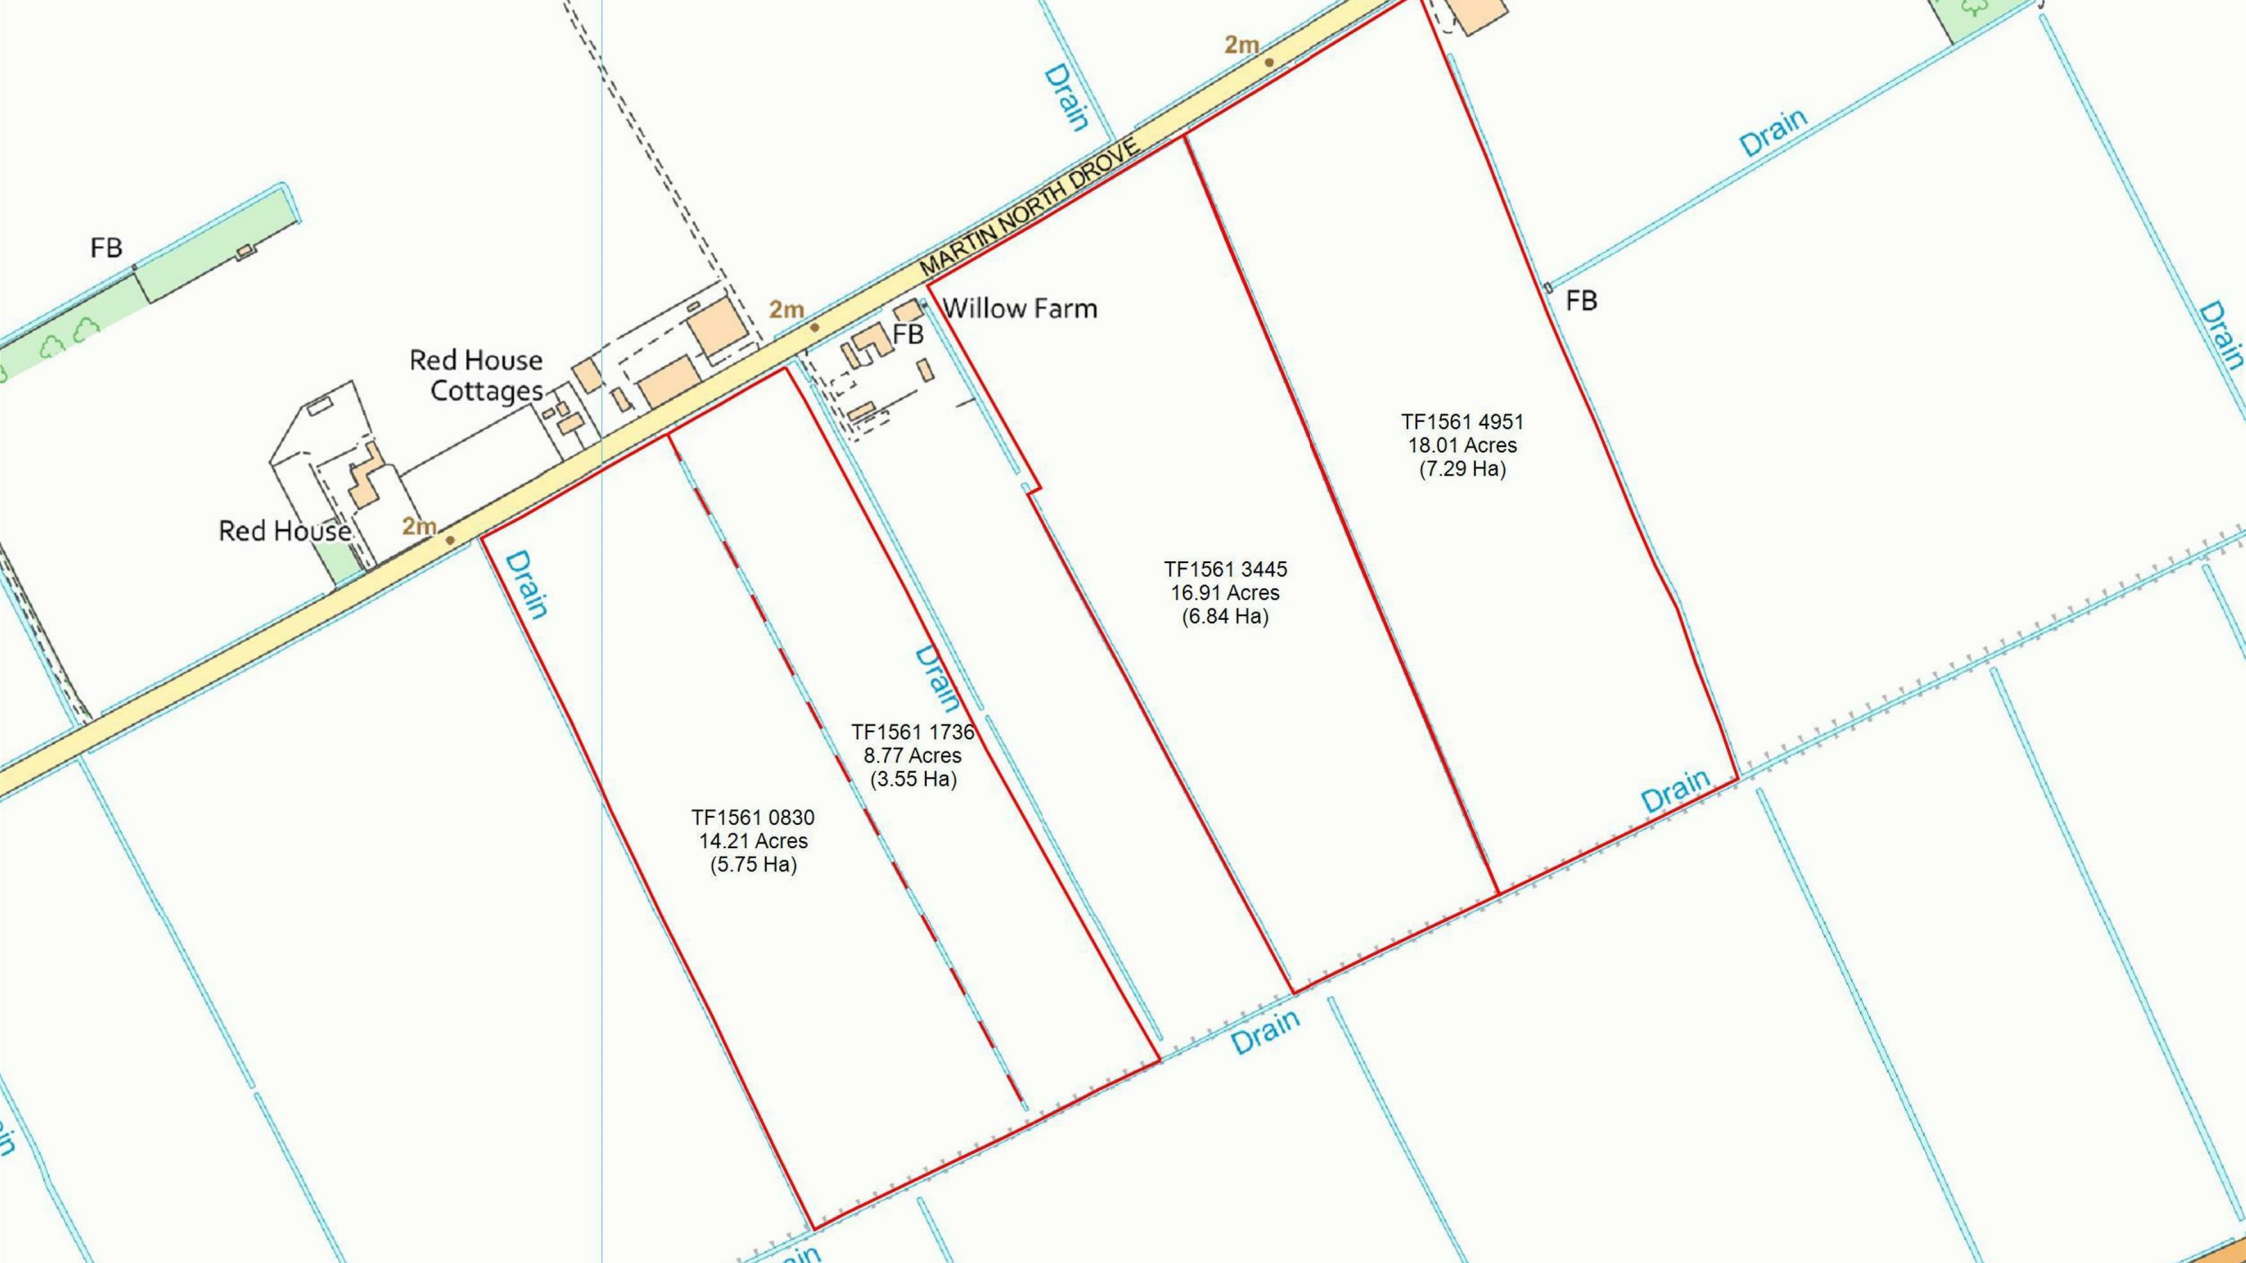 2m
Drain
Drain
MARTIN NORTH DROVE
FB
2m
Willow Farm
FB
FB
Drain
Red House
Cottages
TF1561 4951
18.01 Acres
(7.29 Ha)
Red House
2m
Drain
TF1561 3445
16.91 Acres
(6.84 Ha)
Drain
TF1561 1736
8.77 Acres
(3.55 Ha)
Drain
TF1561 0830
14.21 Acres
(5.75 Ha)
Drain
ain
ain